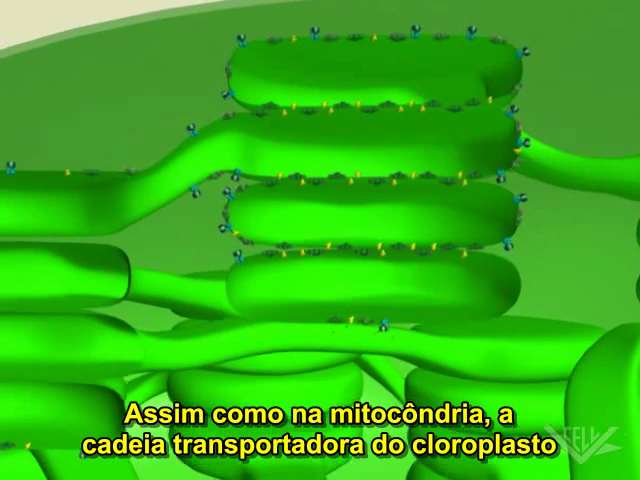 Assim como na mitocôndria, a
cadeia transportadora do cloroplasto